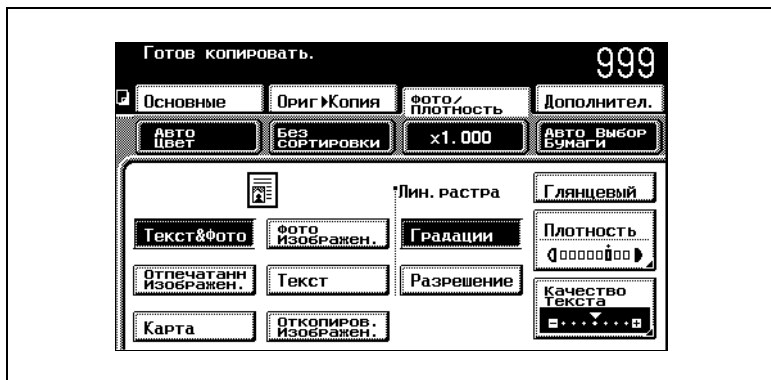 Готов копировать.
999
Основные
Ориг▶Копия
Фото/
Плотность
Дополнител.
Авто
Цвет
Без
сортировки
x1.000
Авто Выбор
Бумаги
Лин. растра
Глянцевый
Текст&Фото
Фото
Изображен.
Градации
Плотность
Отпечатанн
Изображен.
Текст
Разрешение
Качество
Текста
Карта
Откопиров.
Изображен.